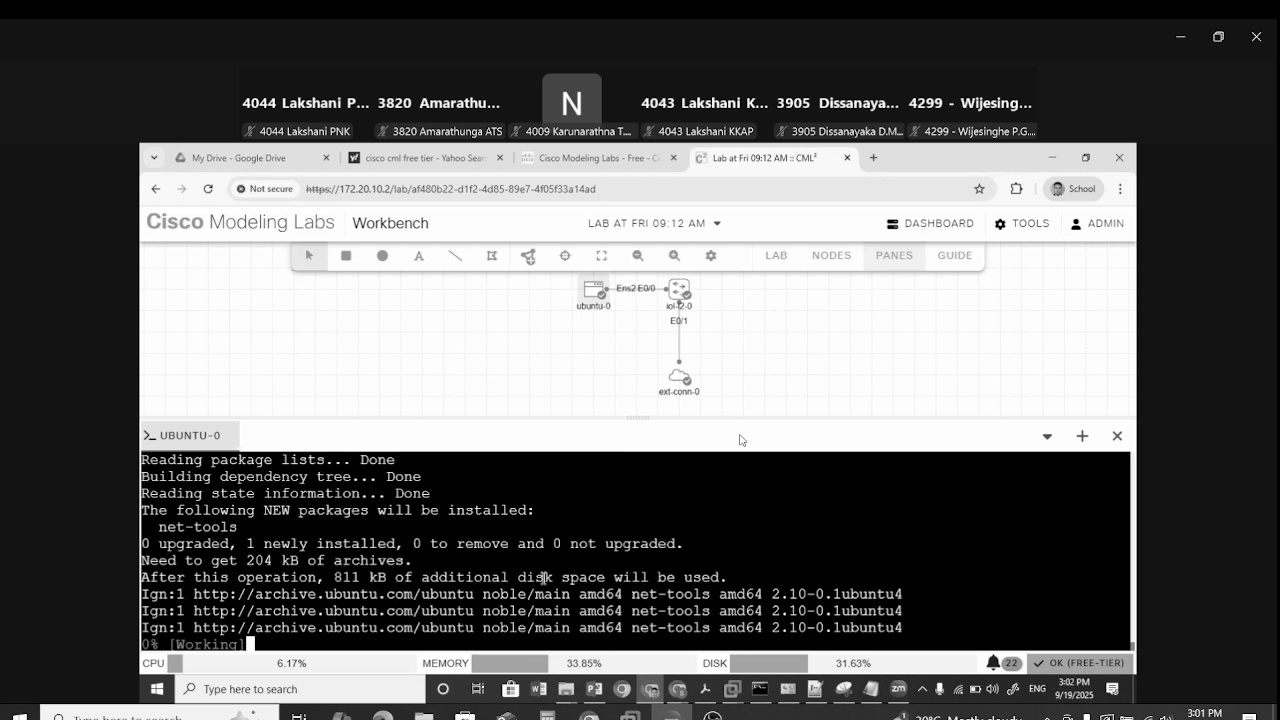 4044 Lakshani P... 3820 Amarathu... N 4043 Lakshani K... 3905 Dissanaya... 4299 - Wijesing...
4044 Lakshani PNK 3820 Amarathunga ATS 4009 Karunarathna T... 4043 Lakshani KKAP 3905 Dissanayaka D.M... 4299 - Wijesinghe P.G....
My Drive - Google Drive cisco cml free tier - Yahoo Sear Cisco Modeling Labs - Free - Ci Lab at Fri 09:12 AM :: CML²
Not secure https://172.20.10.2/lab/af480b22-d1f2-4d85-89e7-4f05f33a14ad School
Cisco Modeling Labs Workbench LAB AT FRI 09:12 AM DASHBOARD TOOLS ADMIN
A LAB NODES PANES GUIDE
Ens2 E0/0
ubuntu-0 iol-l2-0
E0/1
ext-conn-0
UBUNTU-0
Reading package lists... Done
Building dependency tree... Done
Reading state information... Done
The following NEW packages will be installed:
net-tools
0 upgraded, 1 newly installed, 0 to remove and 0 not upgraded.
Need to get 204 kB of archives.
After this operation, 811 kB of additional disk space will be used.
Ign:1 http://archive.ubuntu.com/ubuntu noble/main amd64 net-tools amd64 2.10-0.1ubuntu4
Ign:1 http://archive.ubuntu.com/ubuntu noble/main amd64 net-tools amd64 2.10-0.1ubuntu4
Ign:1 http://archive.ubuntu.com/ubuntu noble/main amd64 net-tools amd64 2.10-0.1ubuntu4
0% [Working]
CPU 6.17% MEMORY 33.85% DISK 31.63% 22 OK (FREE-TIER)
Type here to search ENG 3:02 PM
9/19/2025
Type here to search Mostly cloudy 3:01 PM